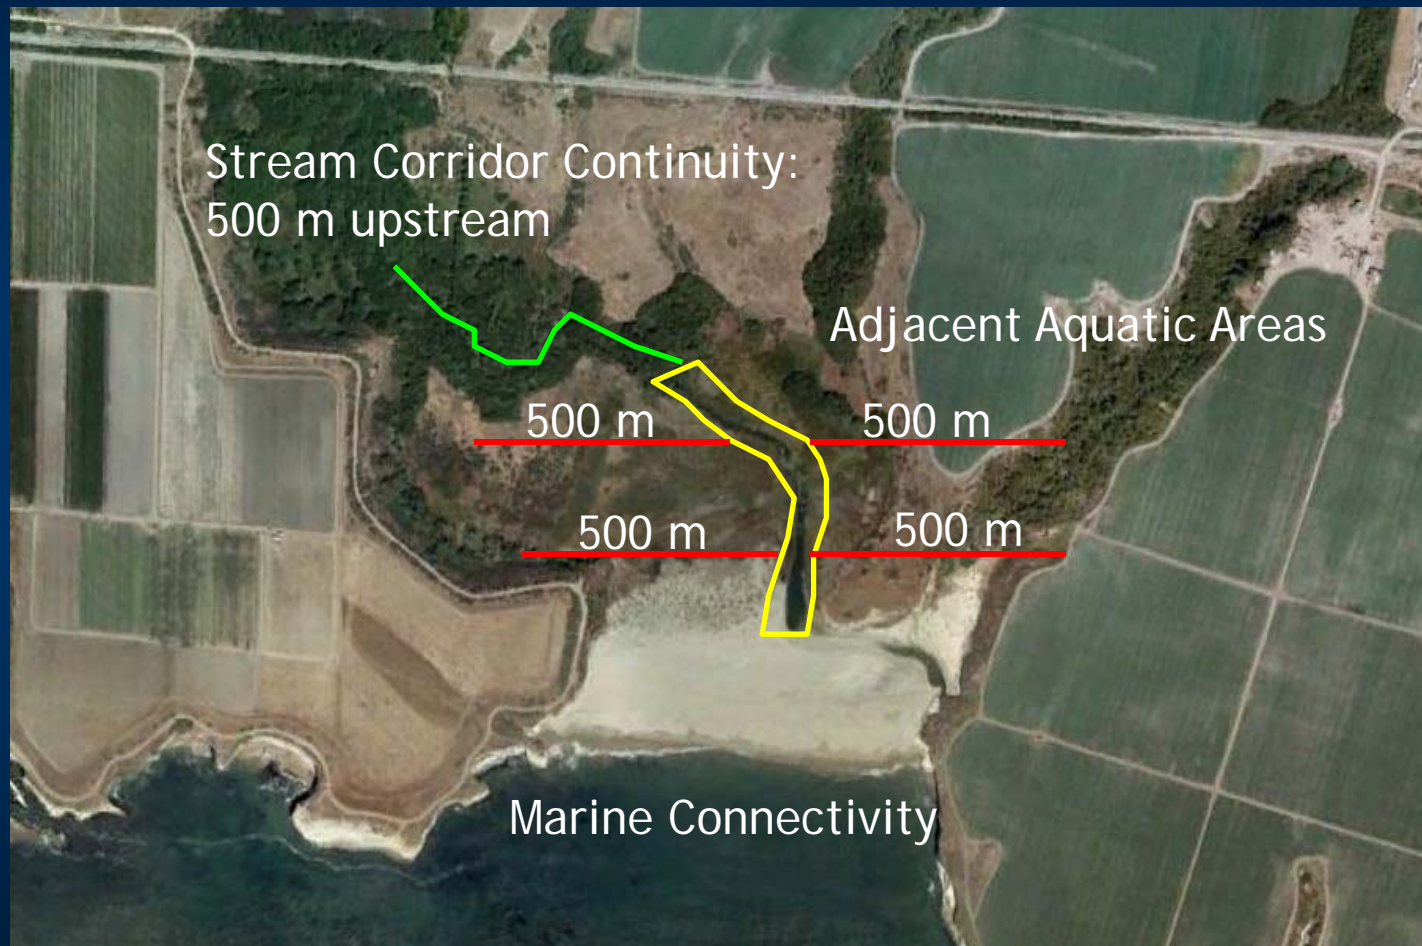 Stream Corridor Continuity:
500 m upstream
Adjacent Aquatic Areas
500 m
500 m
500 m
500 m
Marine Connectivity